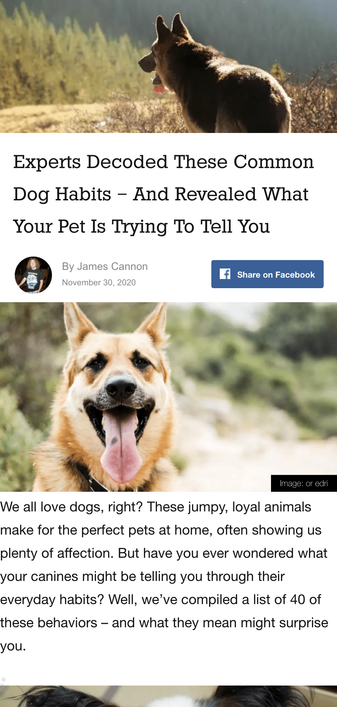 Experts Decoded These Common
Dog Habits – And Revealed What
Your Pet Is Trying To Tell You
By James Cannon
November 30, 2020
Share on Facebook
Image: or edri
We all love dogs, right? These jumpy, loyal animals
make for the perfect pets at home, often showing us
plenty of affection. But have you ever wondered what
your canines might be telling you through their
everyday habits? Well, we’ve compiled a list of 40 of
these behaviors – and what they mean might surprise
you.